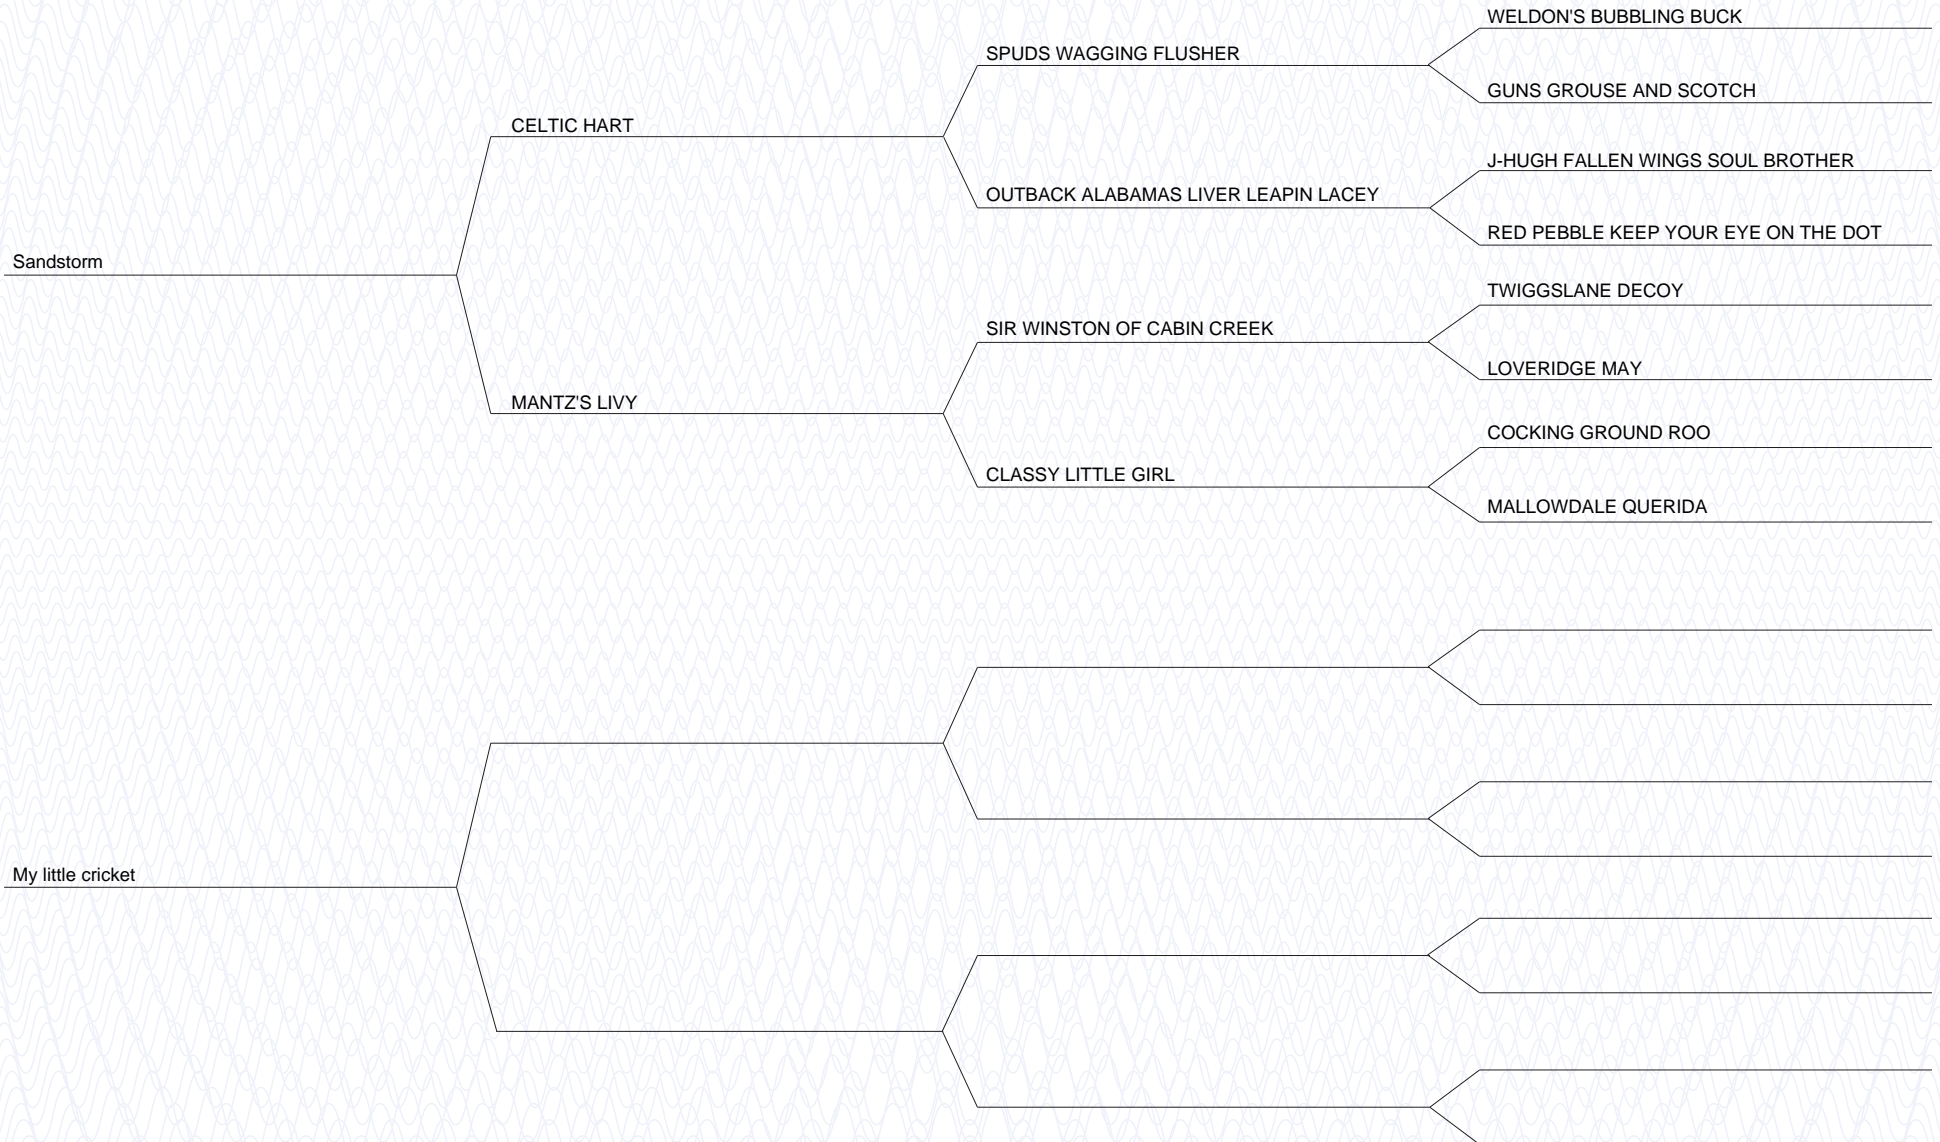 WELDON'S BUBBLING BUCK
SPUDS WAGGING FLUSHER
GUNS GROUSE AND SCOTCH
CELTIC HART
J-HUGH FALLEN WINGS SOUL BROTHER
OUTBACK ALABAMAS LIVER LEAPIN LACEY
RED PEBBLE KEEP YOUR EYE ON THE DOT
Sandstorm
TWIGGSLANE DECOY
SIR WINSTON OF CABIN CREEK
LOVERIDGE MAY
MANTZ'S LIVY
COCKING GROUND ROO
CLASSY LITTLE GIRL
MALLOWDALE QUERIDA
My little cricket